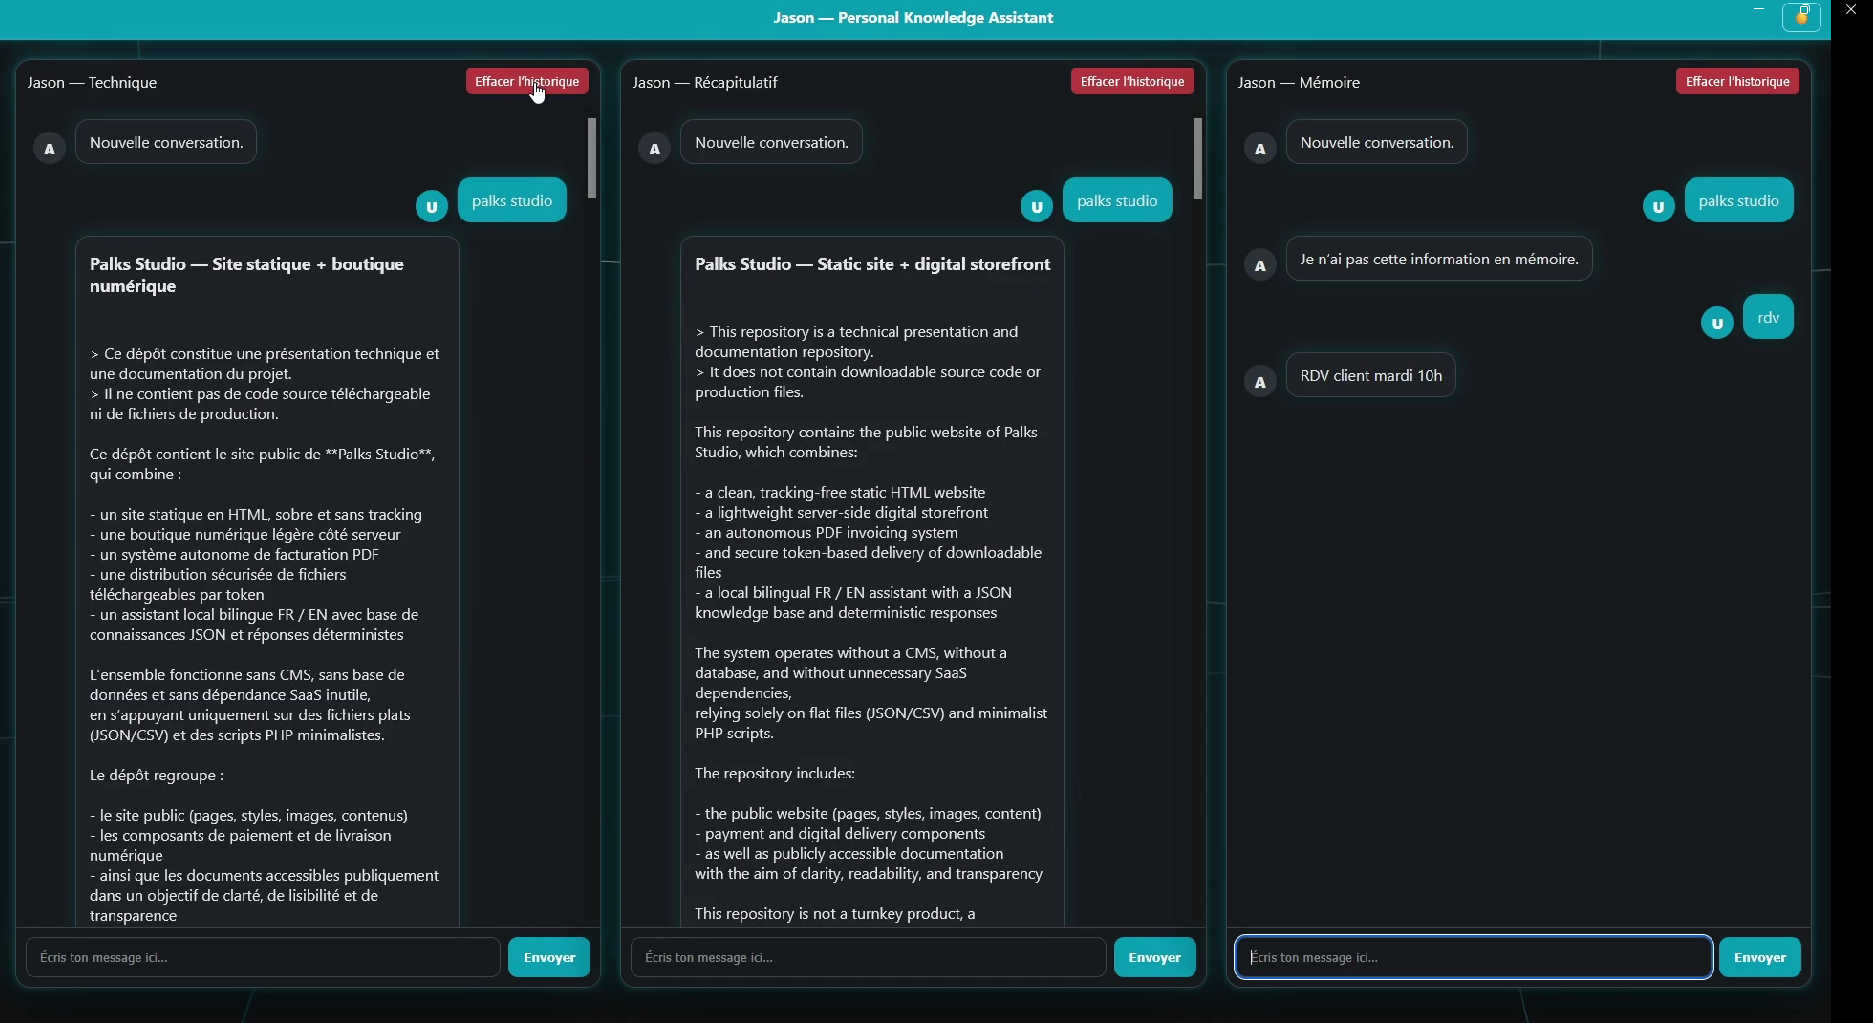 Jason — Personal Knowledge Assistant
Jason — Technique
Effacer l'historique
A
Nouvelle conversation.
U
palks studio
Palks Studio — Site statique + boutique
numérique
> Ce dépôt constitue une présentation technique et
une documentation du projet.
> Il ne contient pas de code source téléchargeable
ni de fichiers de production.
Ce dépôt contient le site public de **Palks Studio**,
qui combine :
- un site statique en HTML, sobre et sans tracking
- une boutique numérique légère côté serveur
- un système autonome de facturation PDF
- une distribution sécurisée de fichiers
téléchargeables par token
- un assistant local bilingue FR / EN avec base de
connaissances JSON et réponses déterministes
L'ensemble fonctionne sans CMS, sans base de
données et sans dépendance SaaS inutile,
en s'appuyant uniquement sur des fichiers plats
(JSON/CSV) et des scripts PHP minimalistes.
Le dépôt regroupe :
- le site public (pages, styles, images, contenus)
- les composants de paiement et de livraison
numérique
- ainsi que les documents accessibles publiquement
dans un objectif de clarté, de lisibilité et de
transparence
Écris ton message ici...
Envoyer
Jason — Récapitulatif
Effacer l'historique
A
Nouvelle conversation.
U
palks studio
Palks Studio — Static site + digital storefront
> This repository is a technical presentation and
documentation repository.
> It does not contain downloadable source code or
production files.
This repository contains the public website of Palks
Studio, which combines:
- a clean, tracking-free static HTML website
- a lightweight server-side digital storefront
- an autonomous PDF invoicing system
- and secure token-based delivery of downloadable
files
- a local bilingual FR / EN assistant with a JSON
knowledge base and deterministic responses
The system operates without a CMS, without a
database, and without unnecessary SaaS
dependencies,
relying solely on flat files (JSON/CSV) and minimalist
PHP scripts.
The repository includes:
- the public website (pages, styles, images, content)
- payment and digital delivery components
- as well as publicly accessible documentation
with the aim of clarity, readability, and transparency
This repository is not a turnkey product, a
Écris ton message ici...
Envoyer
Jason — Mémoire
Effacer l'historique
A
Nouvelle conversation.
U
palks studio
A
Je n'ai pas cette information en mémoire.
U
rdv
A
RDV client mardi 10h
Écris ton message ici...
Envoyer